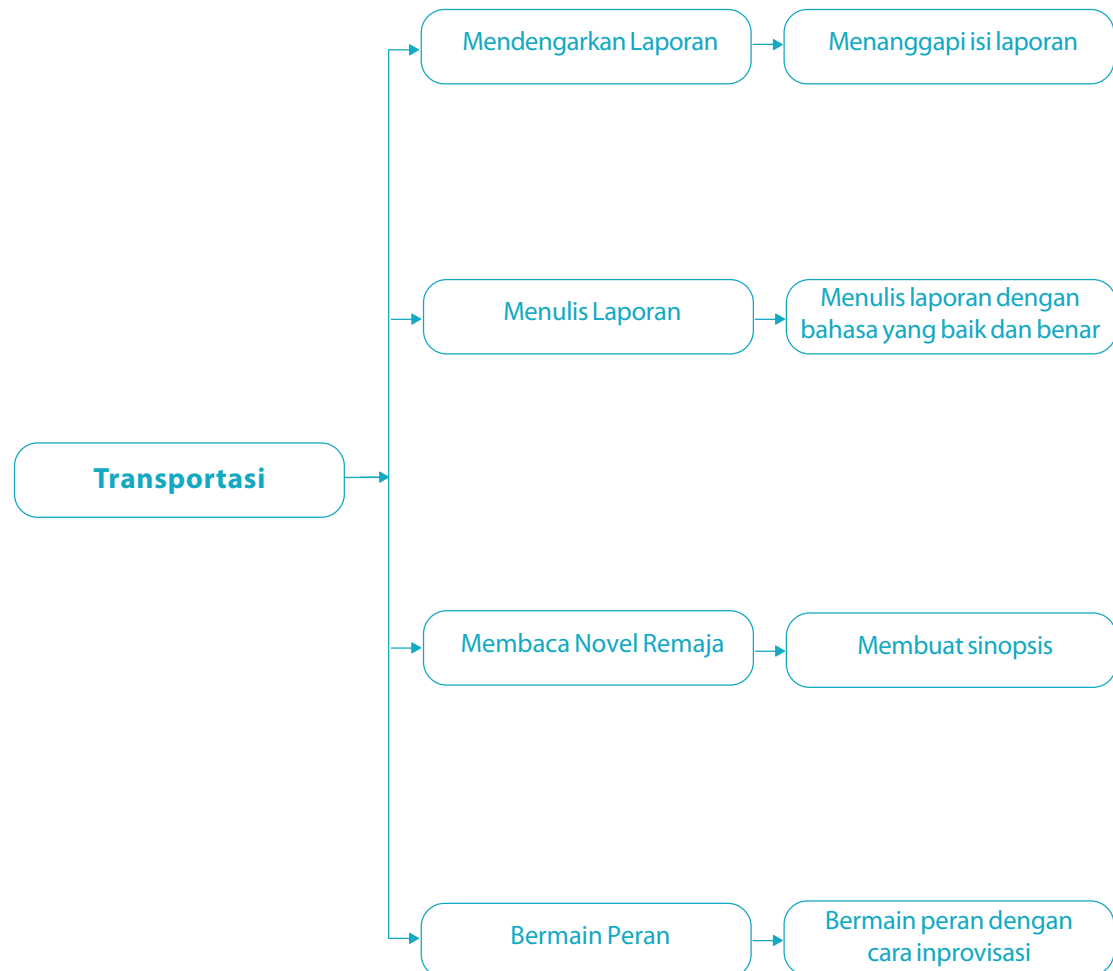 Mendengarkan Laporan
Menanggapi isi laporan
Menulis Laporan
Menulis laporan dengan
bahasa yang baik dan benar
Transportasi
Membaca Novel Remaja
Membuat sinopsis
Bermain Peran
Bermain peran dengan
cara inprovisasi